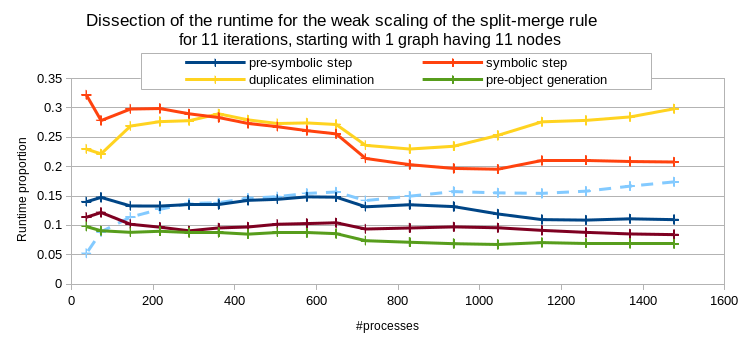 Dissection of the runtime for the weak scaling of the split-merge rule
for 11 iterations, starting with 1 graph having 11 nodes
pre-symbolic step
symbolic step
duplicates elimination
pre-object generation
Runtime proportion
0.35
0.3
0.25
0.2
0.15
0.1
0.05
0
0 200 400 600 800 1000 1200 1400 1600
#processes